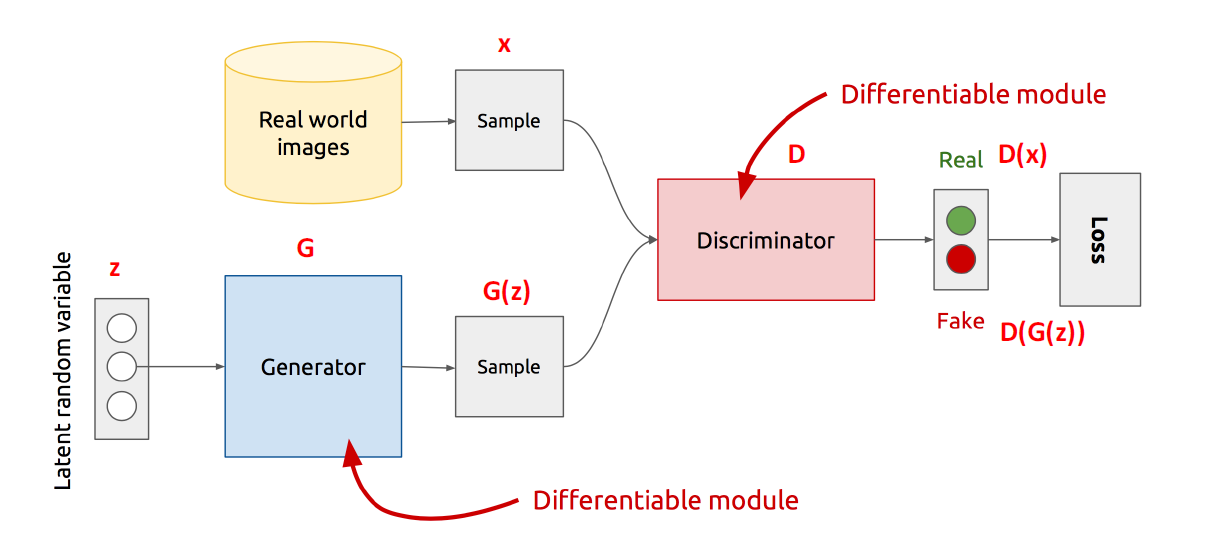 x
Real world
images
Sample
Differentiable module
D
Real
D(x)
Discriminator
Loss
Fake
D(G(z))
Latent random variable
z
G
Generator
G(z)
Sample
Differentiable module